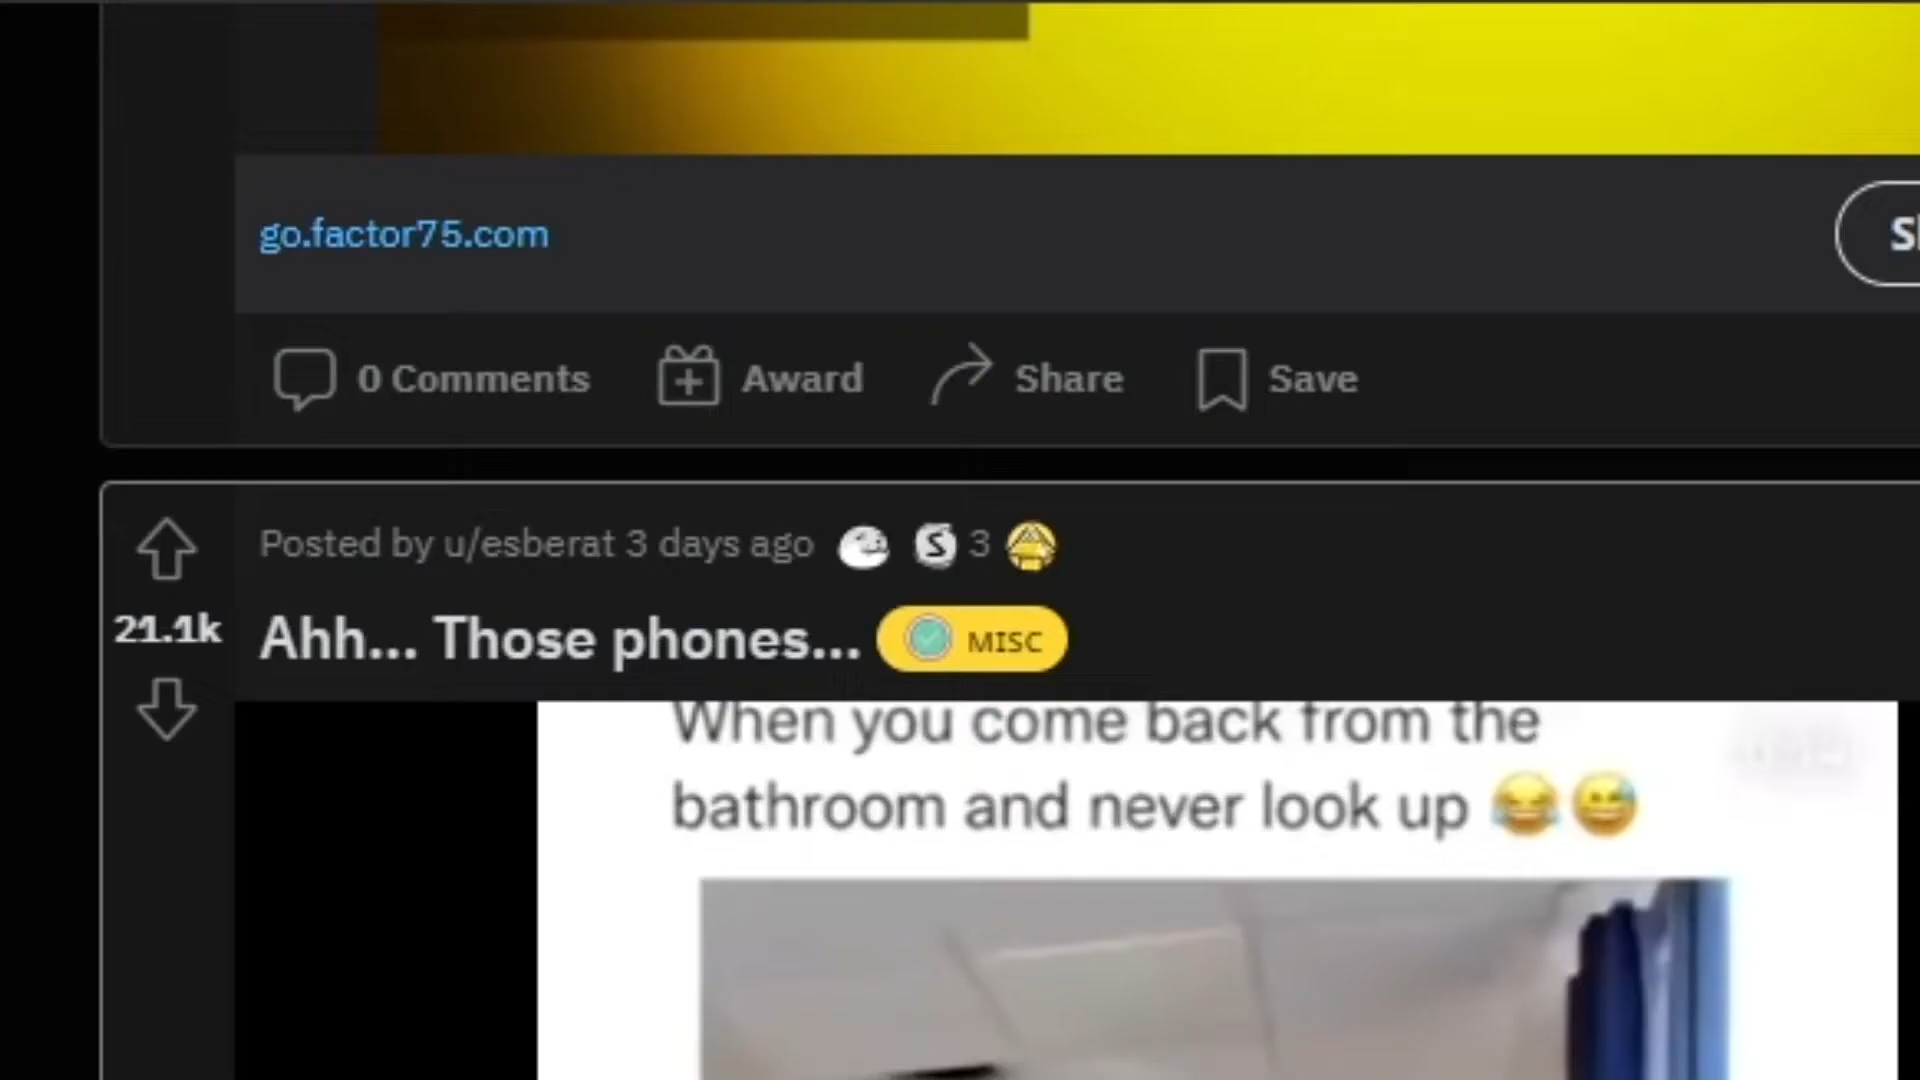 go.factor75.com
0 Comments Award Share Save
Posted by u/esberat 3 days ago 3
21.1k Ahh... Those phones... MISC
When you come back from the
bathroom and never look up 😂😅